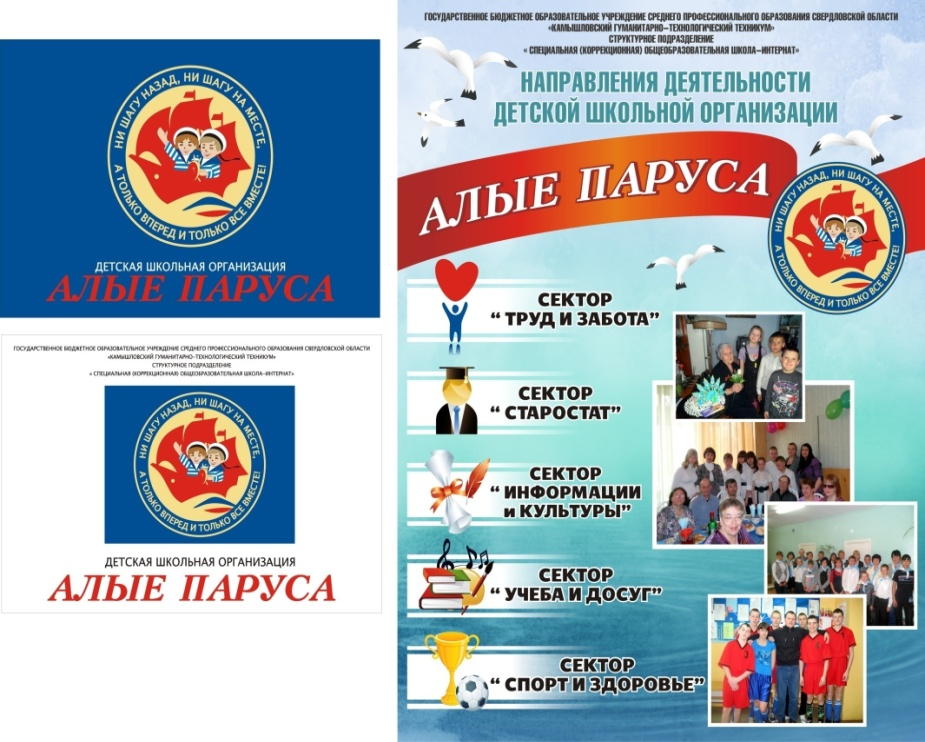 НИ ШАГУ НАЗАД, НИ ШАГУ НА МЕСТЕ,
А ТОЛЬКО ВПЕРЕД И ТОЛЬКО ВСЕ ВМЕСТЕ!
ДЕТСКАЯ ШКОЛЬНАЯ ОРГАНИЗАЦИЯ
АЛЫЕ ПАРУСА
ГОСУДАРСТВЕННОЕ БЮДЖЕТНОЕ ОБРАЗОВАТЕЛЬНОЕ УЧРЕЖДЕНИЕ СРЕДНЕГО ПРОФЕССИОНАЛЬНОГО ОБРАЗОВАНИЯ СВЕРДЛОВСКОЙ ОБЛАСТИ
«КАМЫШЛОВСКИЙ ГУМАНИТАРНО-ТЕХНОЛОГИЧЕСКИЙ ТЕХНИКУМ»
СТРУКТУРНОЕ ПОДРАЗДЕЛЕНИЕ
« СПЕЦИАЛЬНАЯ (КОРРЕКЦИОННАЯ) ОБЩЕОБРАЗОВАТЕЛЬНАЯ ШКОЛА-ИНТЕРНАТ»
НИ ШАГУ НАЗАД, НИ ШАГУ НА МЕСТЕ,
А ТОЛЬКО ВПЕРЕД И ТОЛЬКО ВСЕ ВМЕСТЕ!
ДЕТСКАЯ ШКОЛЬНАЯ ОРГАНИЗАЦИЯ
АЛЫЕ ПАРУСА
ГОСУДАРСТВЕННОЕ БЮДЖЕТНОЕ ОБРАЗОВАТЕЛЬНОЕ УЧРЕЖДЕНИЕ СРЕДНЕГО ПРОФЕССИОНАЛЬНОГО ОБРАЗОВАНИЯ СВЕРДЛОВСКОЙ ОБЛАСТИ
«КАМЫШЛОВСКИЙ ГУМАНИТАРНО-ТЕХНОЛОГИЧЕСКИЙ ТЕХНИКУМ»
СТРУКТУРНОЕ ПОДРАЗДЕЛЕНИЕ
« СПЕЦИАЛЬНАЯ (КОРРЕКЦИОННАЯ) ОБЩЕОБРАЗОВАТЕЛЬНАЯ ШКОЛА-ИНТЕРНАТ»
НАПРАВЛЕНИЯ ДЕЯТЕЛЬНОСТИ
ДЕТСКОЙ ШКОЛЬНОЙ ОРГАНИЗАЦИИ
АЛЫЕ ПАРУСА
НИ ШАГУ НАЗАД, НИ ШАГУ НА МЕСТЕ,
А ТОЛЬКО ВПЕРЕД И ТОЛЬКО ВСЕ ВМЕСТЕ!
СЕКТОР
“ ТРУД И ЗАБОТА”
СЕКТОР
“ СТАРОСТАТ”
СЕКТОР
“ ИНФОРМАЦИИ
и КУЛЬТУРЫ”
СЕКТОР
“ УЧЕБА И ДОСУГ”
СЕКТОР
“ СПОРТ И ЗДОРОВЬЕ”